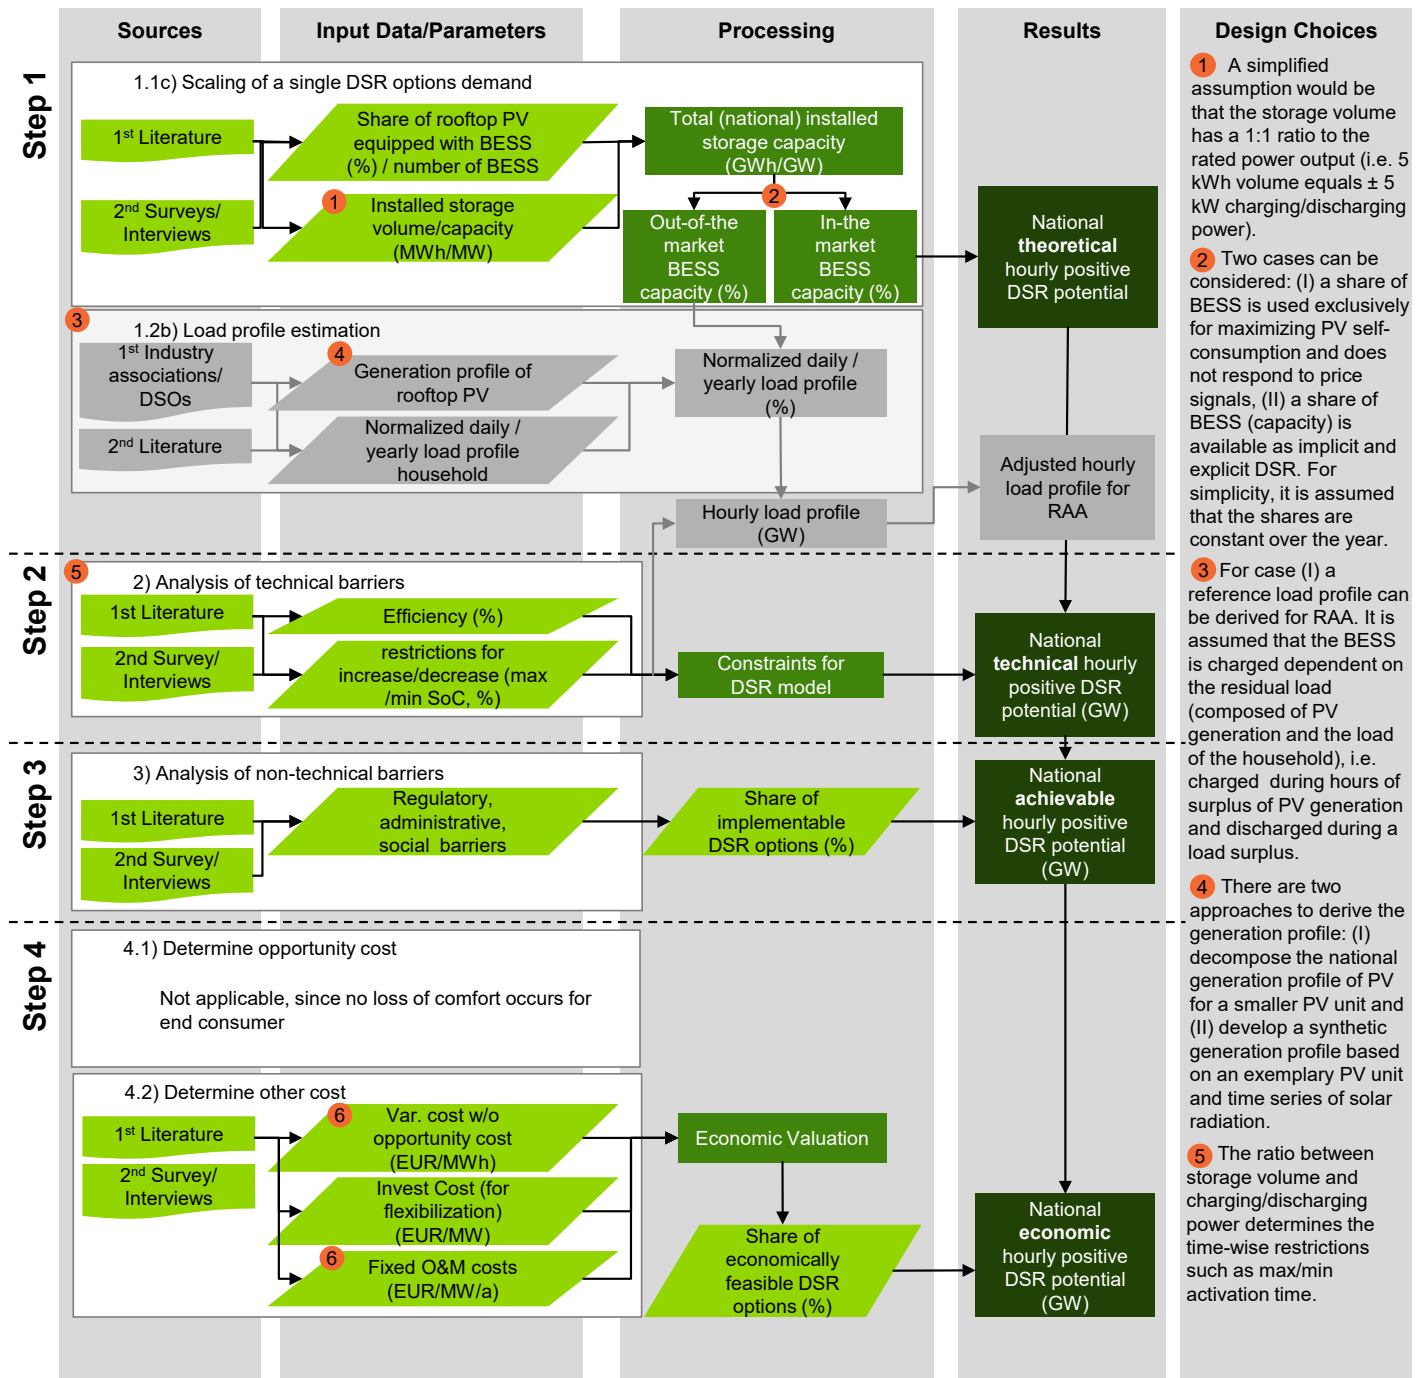 Sources
Input Data/Parameters
Processing
Results
Design Choices
Step 1
1.1c) Scaling of a single DSR options demand
1st Literature
2nd Surveys/
Interviews
Share of rooftop PV
equipped with BESS
(%) / number of BESS
1
Installed storage
volume/capacity
(MWh/MW)
Total (national) installed
storage capacity
(GWh/GW)
2
Out-of-the
market
BESS
capacity (%)
In-the
market
BESS
capacity (%)
National
theoretical
hourly positive
DSR potential
3
1.2b) Load profile estimation
1st Industry
associations/
DSOs
2nd Literature
4
Generation profile of
rooftop PV
Normalized daily /
yearly load profile
household
Normalized daily /
yearly load profile
(%)
Hourly load profile
(GW)
Adjusted hourly
load profile for
RAA
Step 2
5
2) Analysis of technical barriers
1st Literature
2nd Survey/
Interviews
Efficiency (%)
restrictions for
increase/decrease (max
/min SoC, %)
Constraints for
DSR model
National
technical hourly
positive DSR
potential (GW)
Step 3
3) Analysis of non-technical barriers
1st Literature
2nd Survey/
Interviews
Regulatory,
administrative,
social barriers
Share of
implementable
DSR options (%)
National
achievable
hourly positive
DSR potential
(GW)
Step 4
4.1) Determine opportunity cost
Not applicable, since no loss of comfort occurs for
end consumer
4.2) Determine other cost
1st Literature
2nd Survey/
Interviews
6
Var. cost w/o
opportunity cost
(EUR/MWh)
Invest Cost (for
flexibilization)
(EUR/MW)
6
Fixed O&M costs
(EUR/MW/a)
Economic Valuation
Share of
economically
feasible DSR
options (%)
National
economic
hourly positive
DSR potential
(GW)
1 A simplified
assumption would be
that the storage volume
has a 1:1 ratio to the
rated power output (i.e. 5
kWh volume equals ± 5
kW charging/discharging
power).
2 Two cases can be
considered: (I) a share of
BESS is used exclusively
for maximizing PV self-
consumption and does
not respond to price
signals, (II) a share of
BESS (capacity) is
available as implicit and
explicit DSR. For
simplicity, it is assumed
that the shares are
constant over the year.
3 For case (I) a
reference load profile can
be derived for RAA. It is
assumed that the BESS
is charged dependent on
the residual load
(composed of PV
generation and the load
of the household), i.e.
charged during hours of
surplus of PV generation
and discharged during a
load surplus.
4 There are two
approaches to derive the
generation profile: (I)
decompose the national
generation profile of PV
for a smaller PV unit and
(II) develop a synthetic
generation profile based
on an exemplary PV unit
and time series of solar
radiation.
5 The ratio between
storage volume and
charging/discharging
power determines the
time-wise restrictions
such as max/min
activation time.